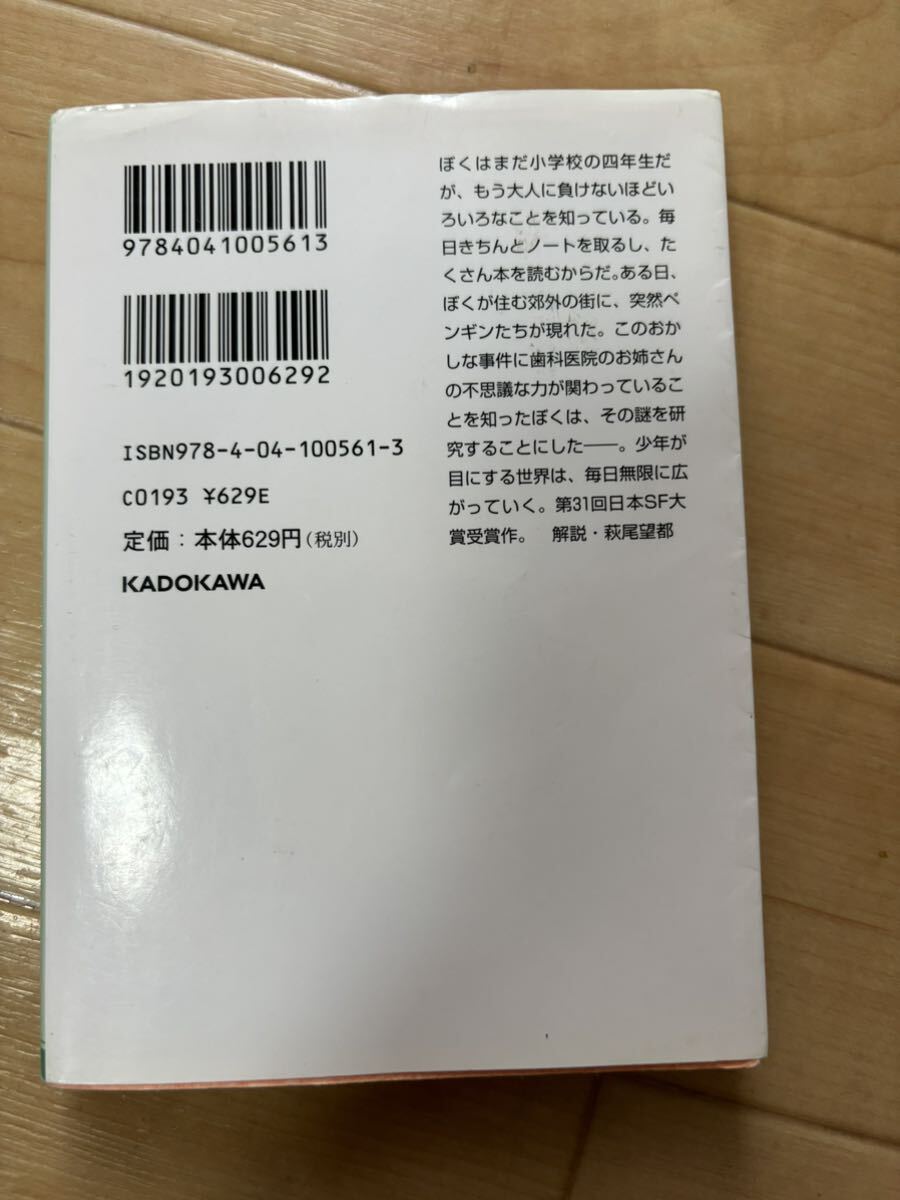 9784041005613
1920193006292
ISBN978-4-04-100561-3
C0193 ¥629E
定価：本体629円（税別）
KADOKAWA
ぼくはまだ小学校の四年生だ
が、もう大人に負けないほどい
ろいろなことを知っている。毎
日きちんとノートを取るし、た
くさん本を読むからだ。ある日、
ぼくが住む郊外の街に、突然ペ
ンギンたちが現れた。このおか
しな事件に歯科医院のお姉さん
の不思議な力が関わっているこ
とを知ったぼくは、その謎を研
究することにした――。少年が
目にする世界は、毎日無限に広
がっていく。第31回日本SF大
賞受賞作。　解説・萩尾望都